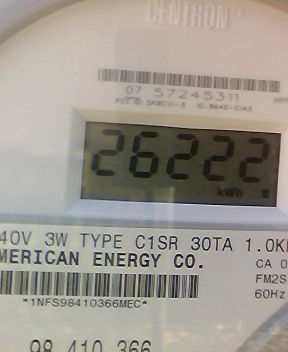 CENTRON
07 57245311
26222
kWh
40V 3W TYPE C1SR 30TA 1.0K
MERICAN ENERGY CO.
CA 0
FM2S
60Hz
*1NFS98410366MEC*
98 410 366